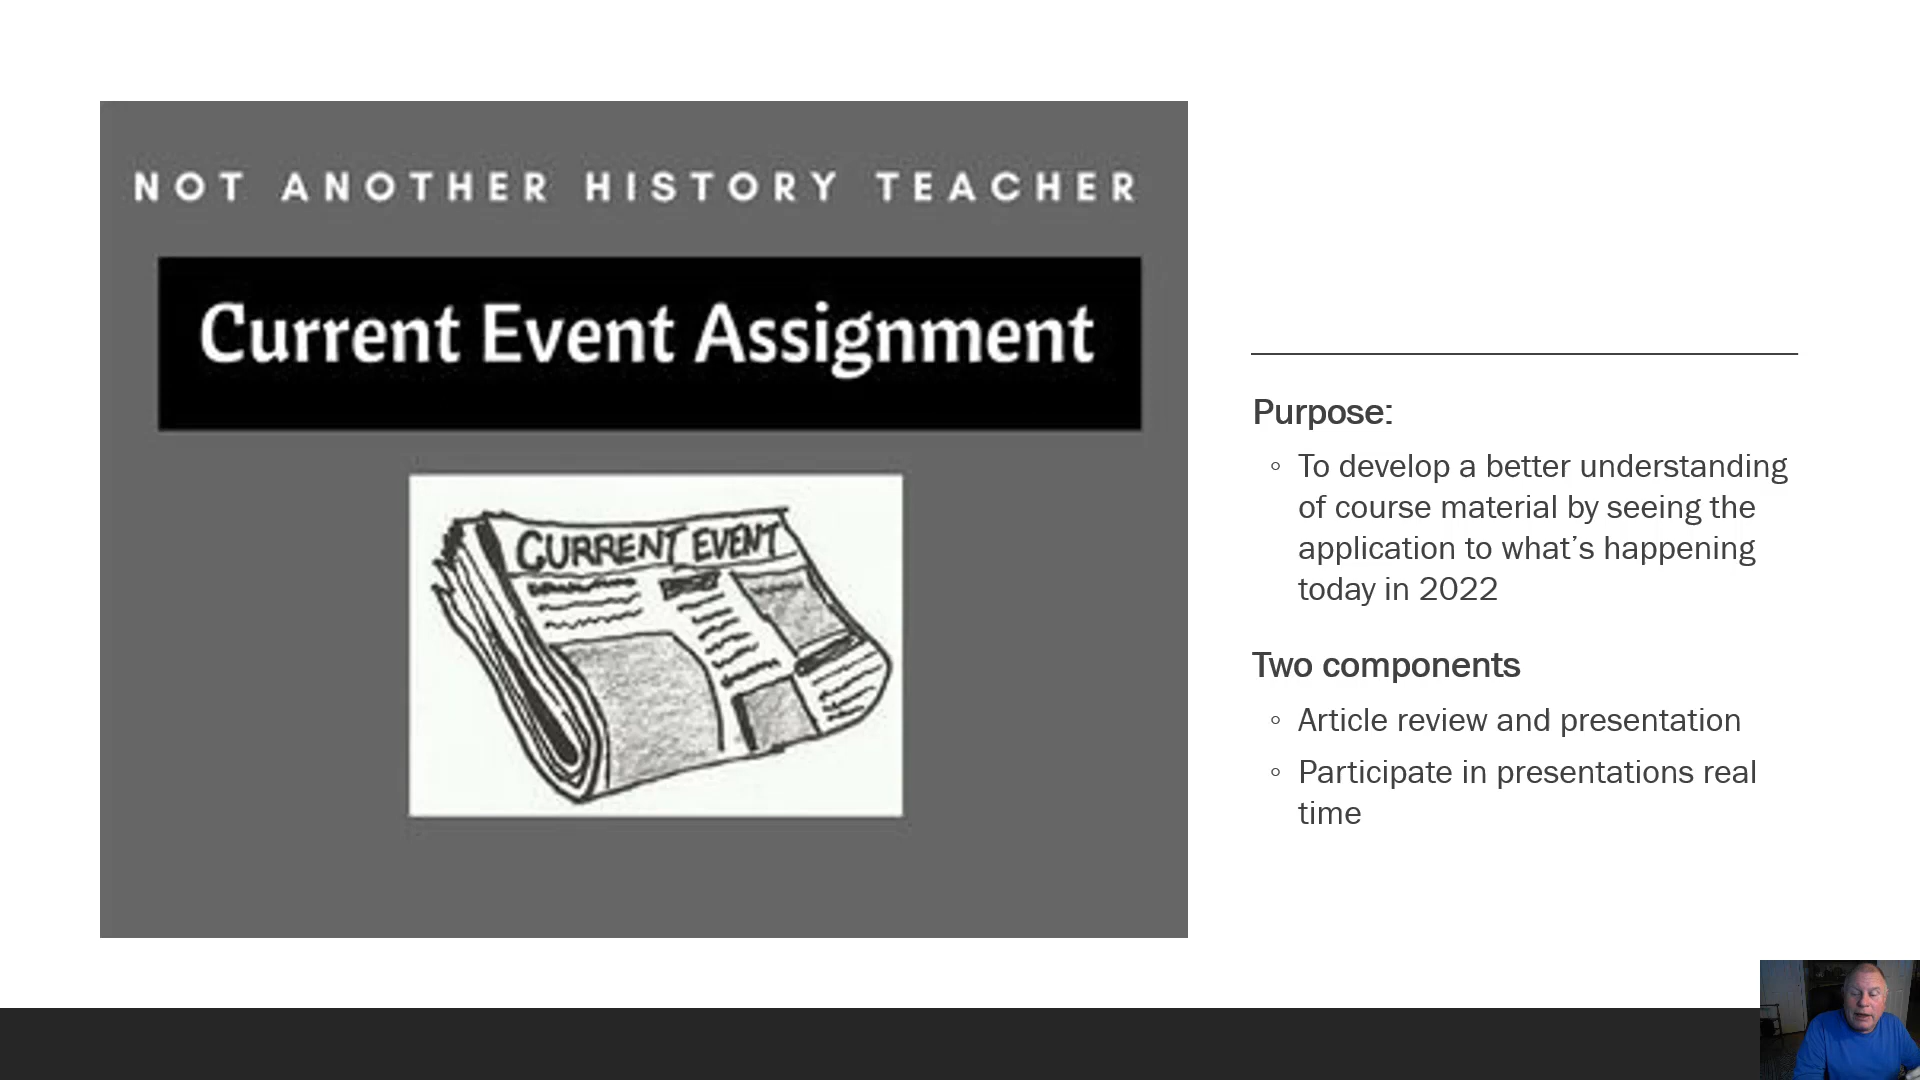 NOT ANOTHER HISTORY TEACHER
Current Event Assignment
CURRENT EVENT
Purpose:
◦ To develop a better understanding
of course material by seeing the
application to what’s happening
today in 2022
Two components
◦ Article review and presentation
◦ Participate in presentations real
time